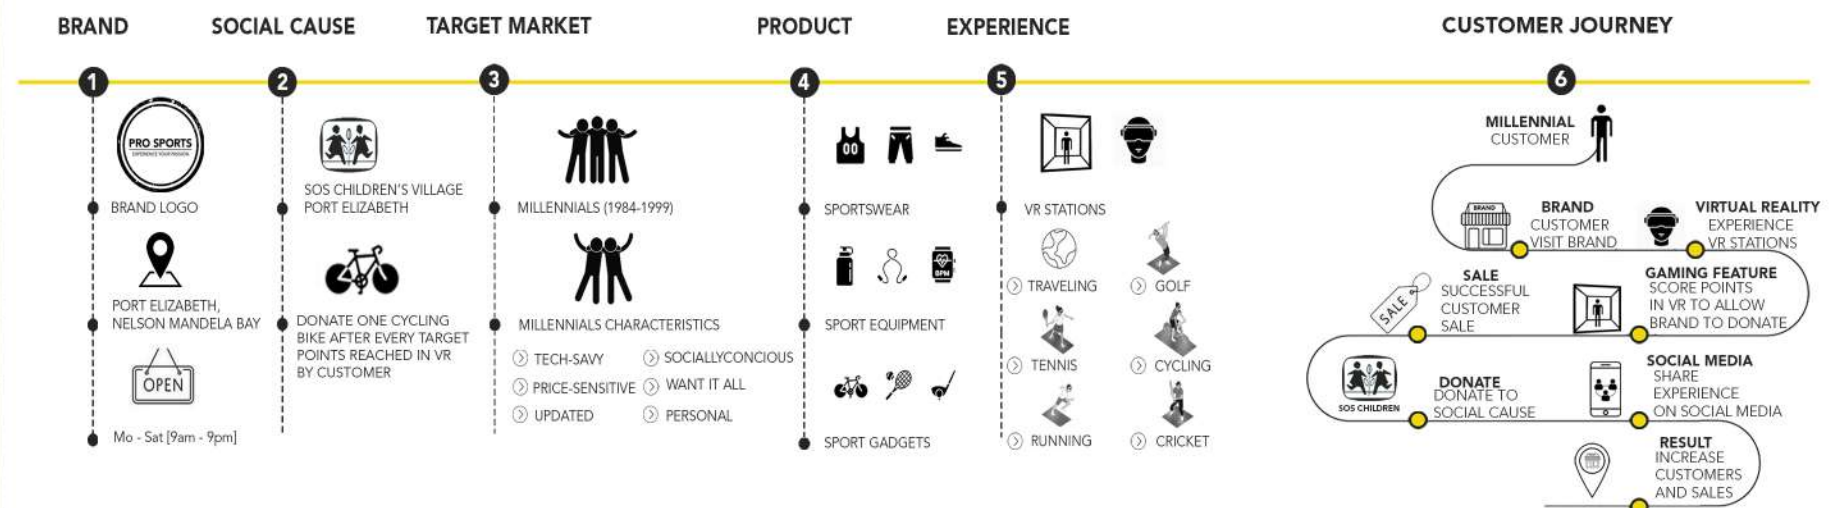 BRAND
SOCIAL CAUSE
TARGET MARKET
PRODUCT
EXPERIENCE
CUSTOMER JOURNEY
1
2
3
4
5
6
PRO SPORTS
EXPERIENCE YOUR PASSION
BRAND LOGO
PORT ELIZABETH,
NELSON MANDELA BAY
OPEN
Mo - Sat [9am - 9pm]
SOS CHILDREN'S VILLAGE
PORT ELIZABETH
DONATE ONE CYCLING
BIKE AFTER EVERY TARGET
POINTS REACHED IN VR
BY CUSTOMER
MILLENNIALS (1984-1999)
MILLENNIALS CHARACTERISTICS
TECH-SAVY
SOCIALLYCONCIOUS
PRICE-SENSITIVE
WANT IT ALL
UPDATED
PERSONAL
00
SPORTSWEAR
BPM
SPORT EQUIPMENT
SPORT GADGETS
VR STATIONS
TRAVELING
GOLF
TENNIS
CYCLING
RUNNING
CRICKET
MILLENNIAL
CUSTOMER
BRAND
BRAND
CUSTOMER
VISIT BRAND
VIRTUAL REALITY
EXPERIENCE
VR STATIONS
GAMING FEATURE
SCORE POINTS
IN VR TO ALLOW
BRAND TO DONATE
SALE
SALE
SUCCESSFUL
CUSTOMER
SALE
SOS CHILDREN
DONATE
DONATE TO
SOCIAL CAUSE
SOCIAL MEDIA
SHARE
EXPERIENCE
ON SOCIAL MEDIA
RESULT
INCREASE
CUSTOMERS
AND SALES